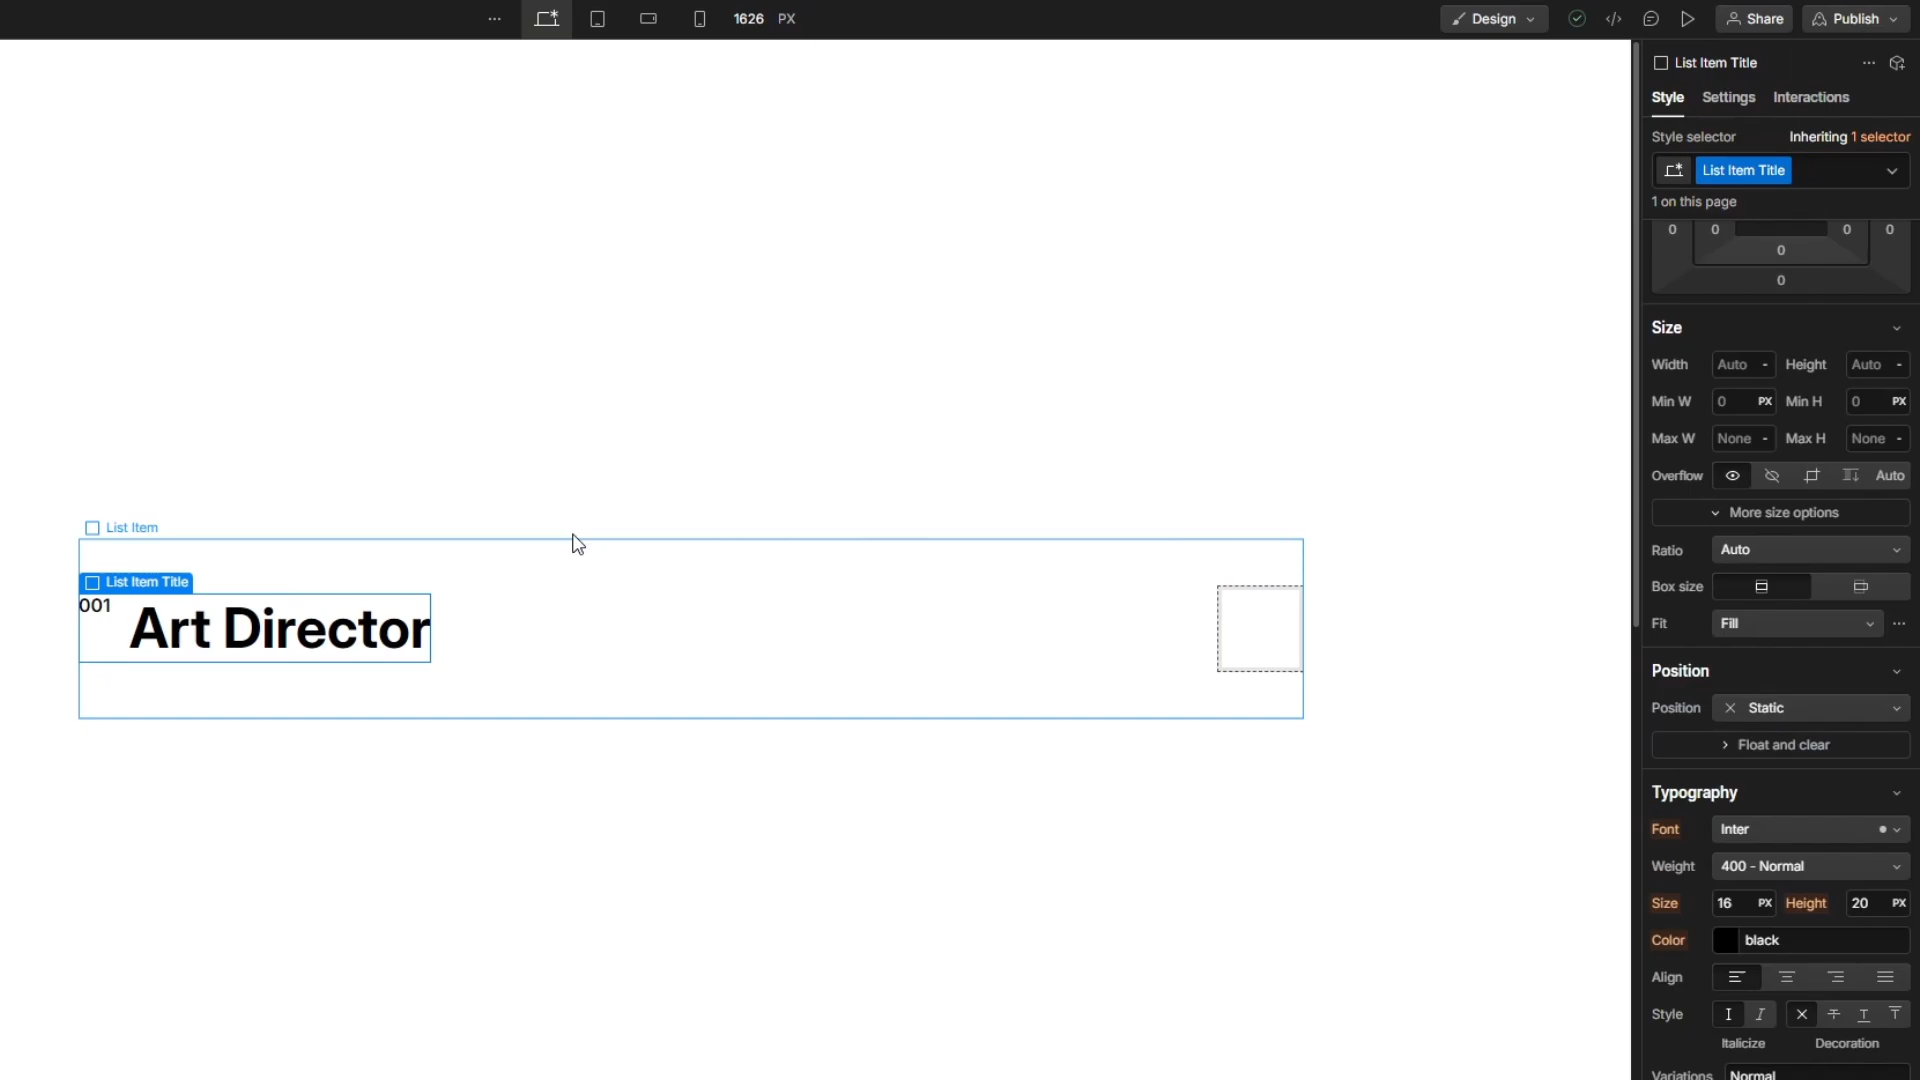 1626 PX
Design
Share
Publish
List Item Title
Style Settings Interactions
Style selector Inheriting 1 selector
List Item Title
1 on this page
0 0 0 0
0
0
Size
Width Auto - Height Auto -
Min W 0 PX Min H 0 PX
Max W None - Max H None -
Overflow Auto
More size options
Ratio Auto
Box size
Fit Fill
Position
Position Static
Float and clear
Typography
Font Inter
Weight 400 - Normal
Size 16 PX Height 20 PX
Color black
Align
Style
Italicize Decoration
Variations Normal
List Item
List Item Title
001 Art Director